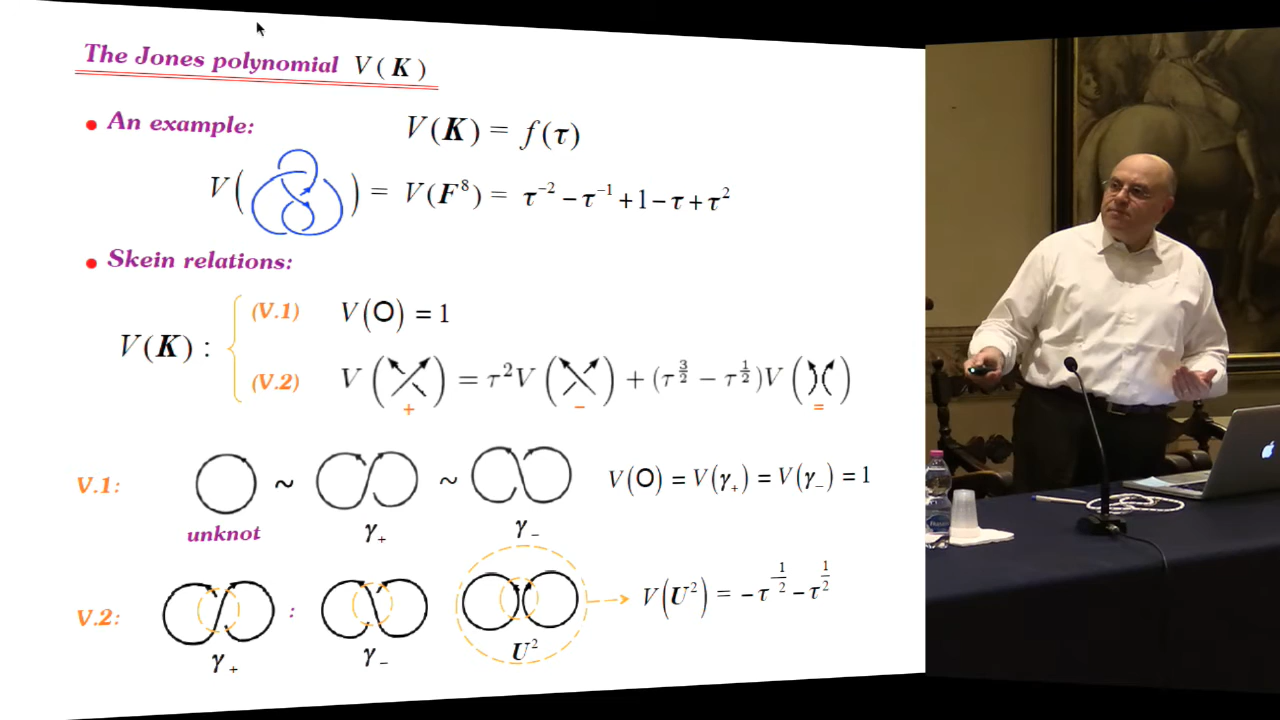 The Jones polynomial V(K)
• An example: V(K) = f(τ)
V( ) = V(F⁸) = τ⁻² − τ⁻¹ + 1 − τ + τ²
• Skein relations:
V(K) :
(V.1) V(O) = 1
(V.2) V( ) = τ²V( ) + (τ^{3/2} − τ^{1/2})V( )
+ − =
V.1: ~ ~ V(O) = V(γ₊) = V(γ₋) = 1
unknot γ₊ γ₋
V.2: : V(U²) = −τ^{−1/2} − τ^{1/2}
γ₊ γ₋ U²